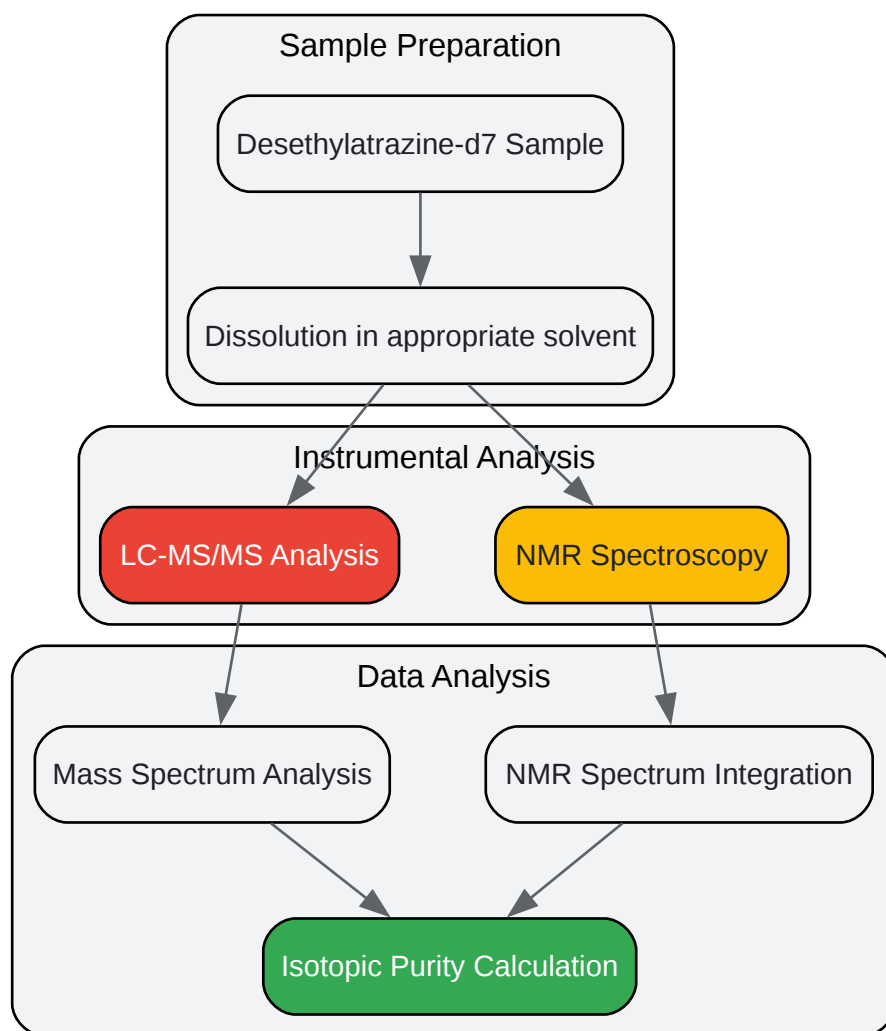 Sample Preparation
Desethylatrazine-d7 Sample
Dissolution in appropriate solvent
Instrumental Analysis
LC-MS/MS Analysis
NMR Spectroscopy
Data Analysis
Mass Spectrum Analysis
NMR Spectrum Integration
Isotopic Purity Calculation